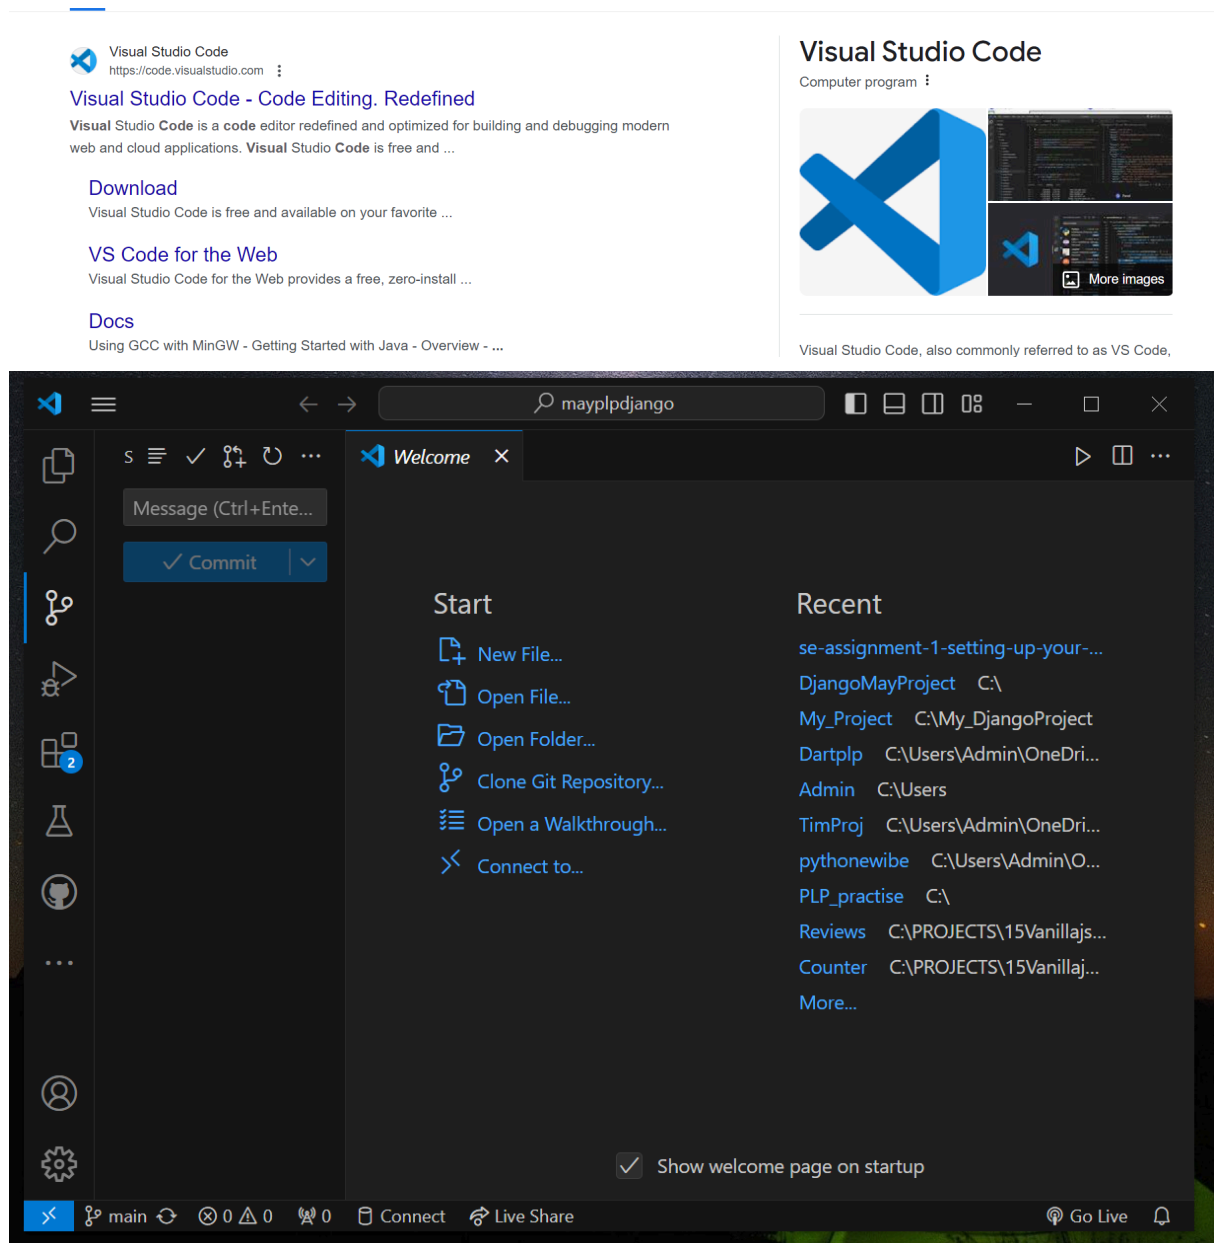 Visual Studio Code
https://code.visualstudio.com
Visual Studio Code - Code Editing. Redefined
Visual Studio Code is a code editor redefined and optimized for building and debugging modern
web and cloud applications. Visual Studio Code is free and ...
Download
Visual Studio Code is free and available on your favorite ...
VS Code for the Web
Visual Studio Code for the Web provides a free, zero-install ...
Docs
Using GCC with MinGW - Getting Started with Java - Overview - ...
Visual Studio Code
Computer program
More images
Visual Studio Code, also commonly referred to as VS Code,
mayplpdjango
S
Welcome
Message (Ctrl+Ente...
Commit
2
Start
New File...
Open File...
Open Folder...
Clone Git Repository...
Open a Walkthrough...
Connect to...
Recent
se-assignment-1-setting-up-your-...
DjangoMayProject C:\
My_Project C:\My_DjangoProject
Dartplp C:\Users\Admin\OneDri...
Admin C:\Users
TimProj C:\Users\Admin\OneDri...
pythonewibe C:\Users\Admin\O...
PLP_practise C:\
Reviews C:\PROJECTS\15Vanillajs...
Counter C:\PROJECTS\15Vanillaj...
More...
Show welcome page on startup
main 0 0 0 Connect Live Share Go Live